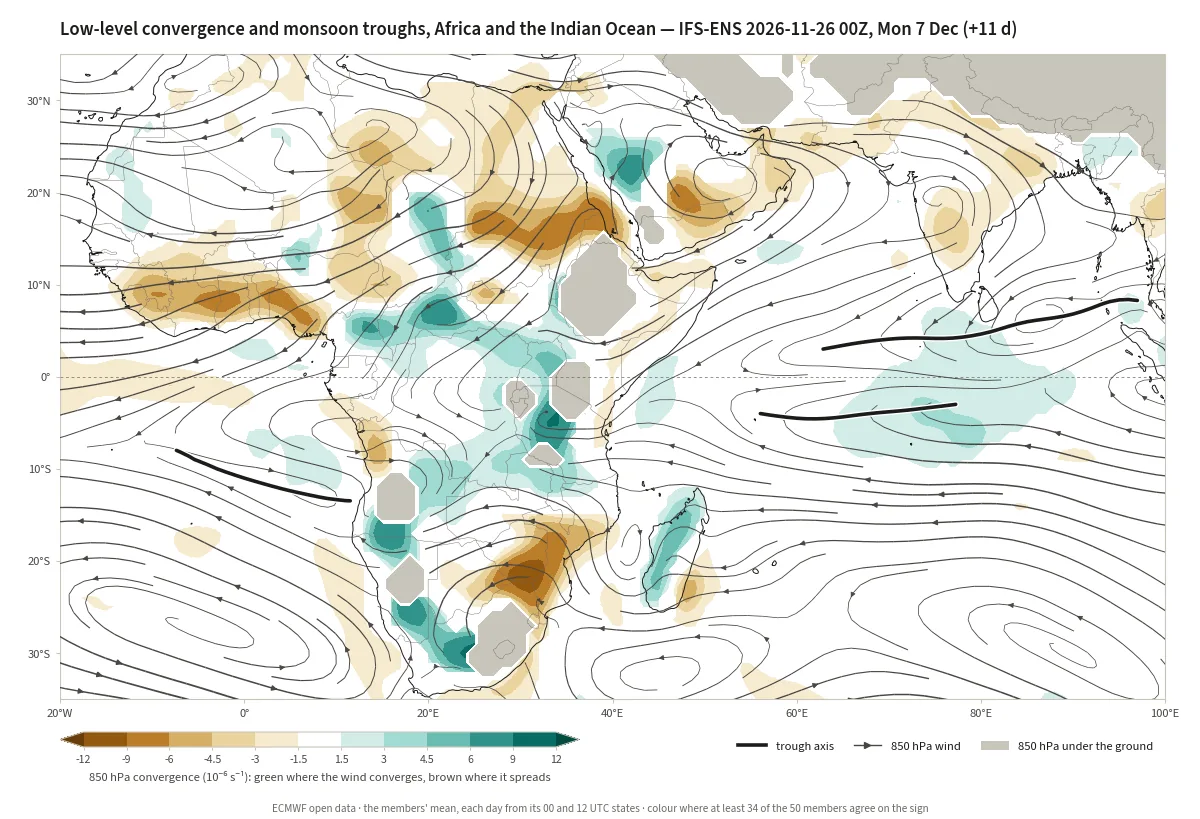 Low-level convergence and monsoon troughs, Africa and the Indian Ocean — IFS-ENS 2026-11-26 00Z, Mon 7 Dec (+11 d)
30°N
20°N
10°N
0°
10°S
20°S
30°S
20°W 0° 20°E 40°E 60°E 80°E 100°E
-12 -9 -6 -4.5 -3 -1.5 1.5 3 4.5 6 9 12
850 hPa convergence (10⁻⁶ s⁻¹): green where the wind converges, brown where it spreads
trough axis 850 hPa wind 850 hPa under the ground
ECMWF open data · the members' mean, each day from its 00 and 12 UTC states · colour where at least 34 of the 50 members agree on the sign